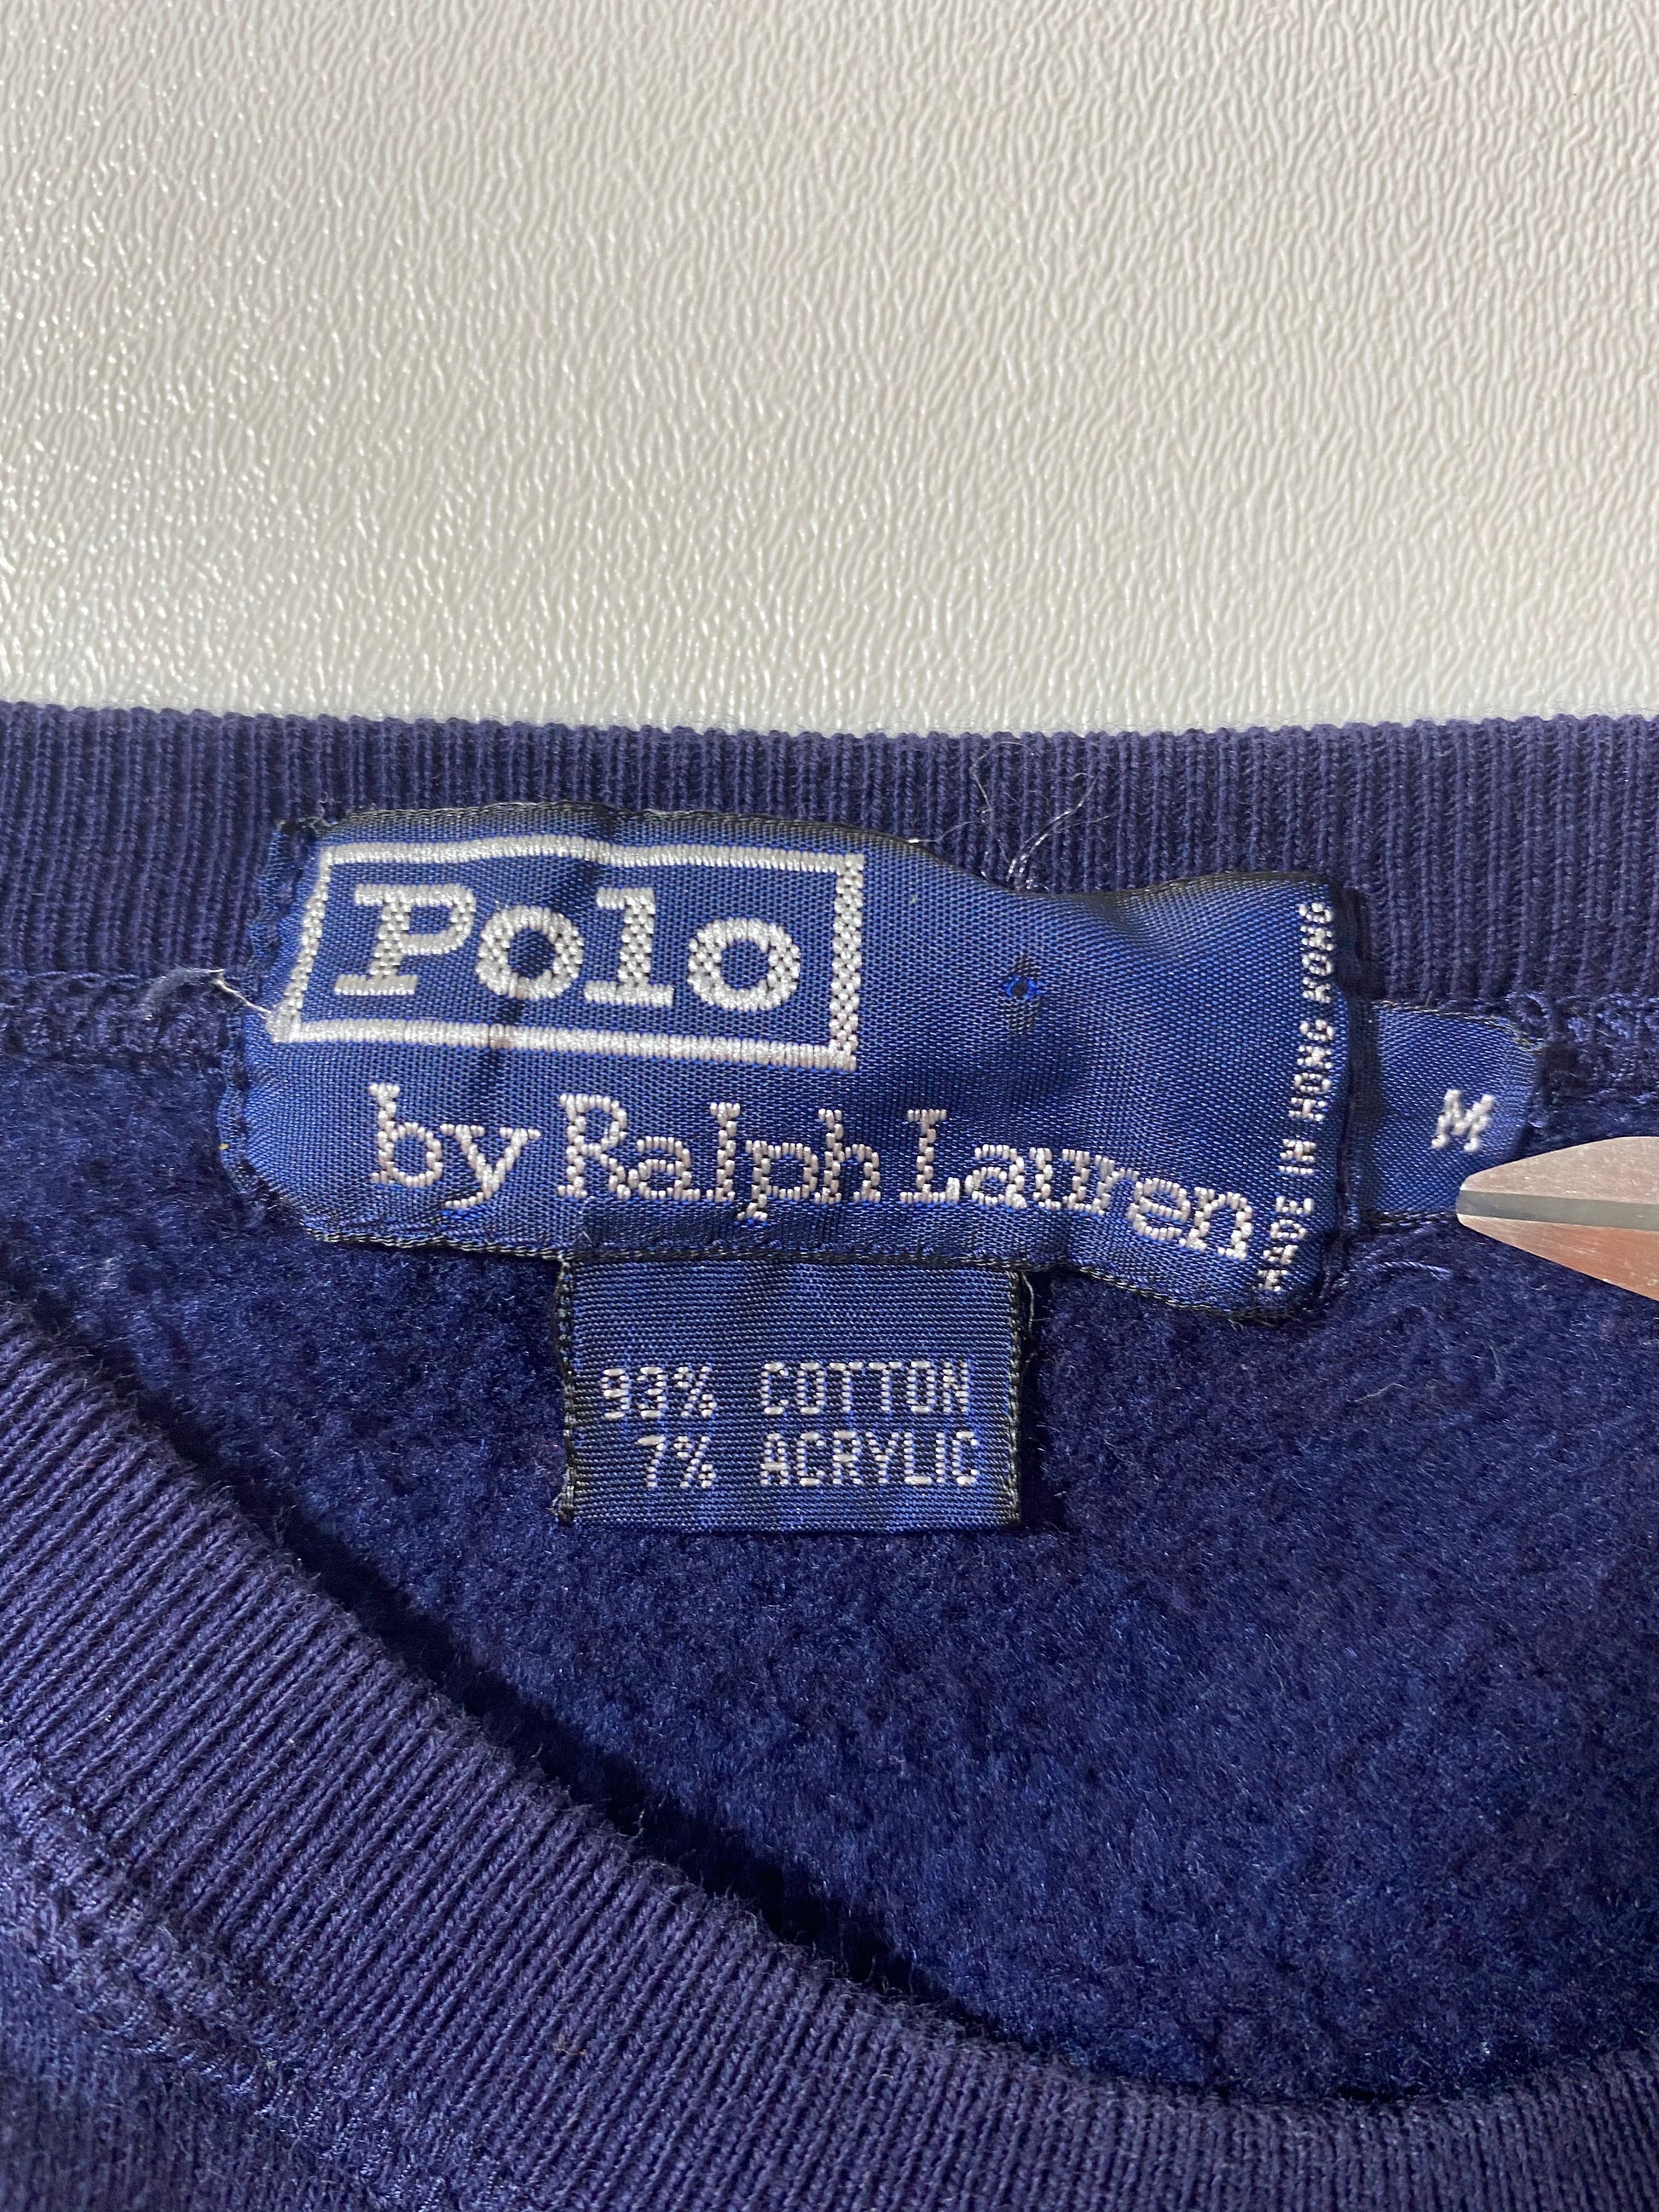 Polo
by Ralph Lauren
MADE IN HONG KONG
M
93% COTTON
7% ACRYLIC